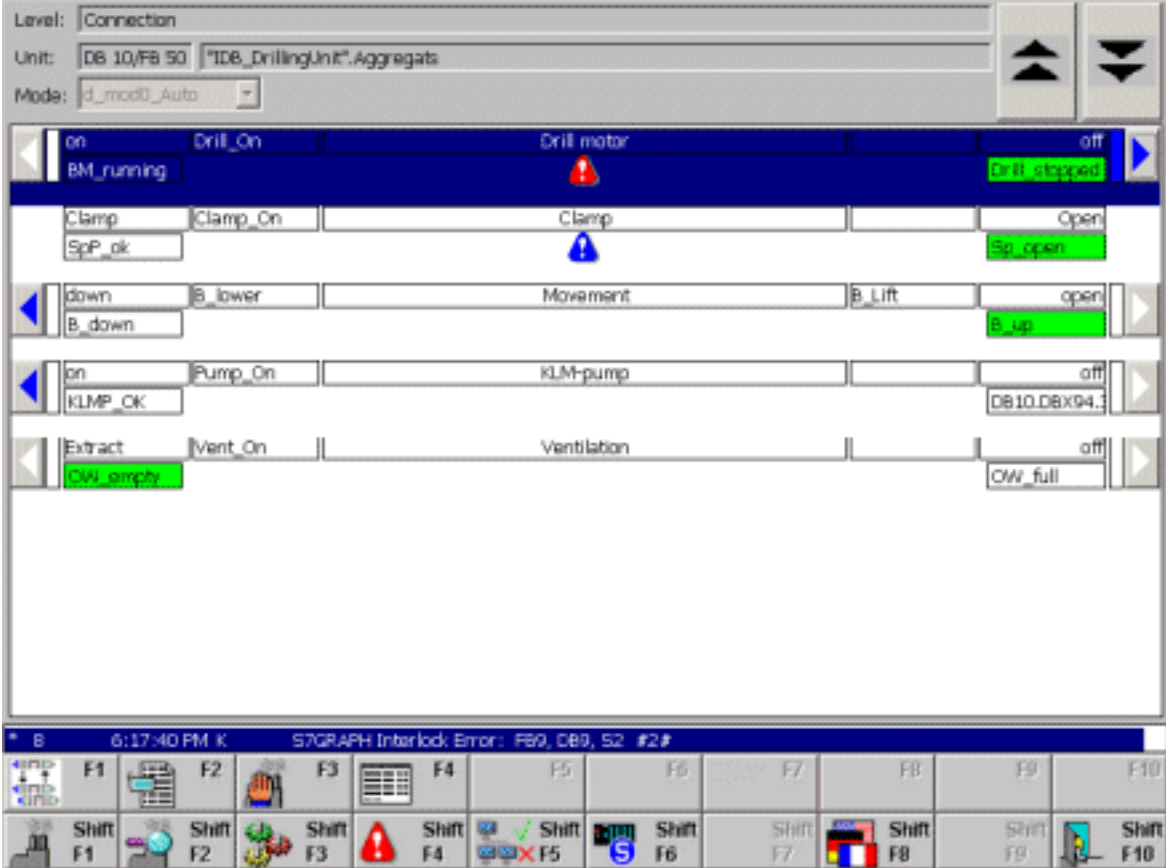 Level: Connection
Unit: DB 10/FB 50 "IDB_DrillingUnit".Aggregats
Mode: d_mod0_Auto
on Drill_On Drill motor off
BM_running Drill_stopped
Clamp Clamp_On Clamp Open
SpP_ok Sp_open
down B_lower Movement B_Lift open
B_down B_up
on Pump_On KLM-pump off
KLMP_OK DB10.DBX94.
Extract Vent_On Ventilation off
OW_empty OW_full
* B 6:17:40 PM K S7GRAPH Interlock Error: FB9, DB9, S2 #2#
F1 F2 F3 F4 F5 F6 F7 F8 F9 F10
Shift Shift Shift Shift Shift Shift Shift Shift Shift Shift
F1 F2 F3 F4 F5 S F6 F7 F8 F9 F10